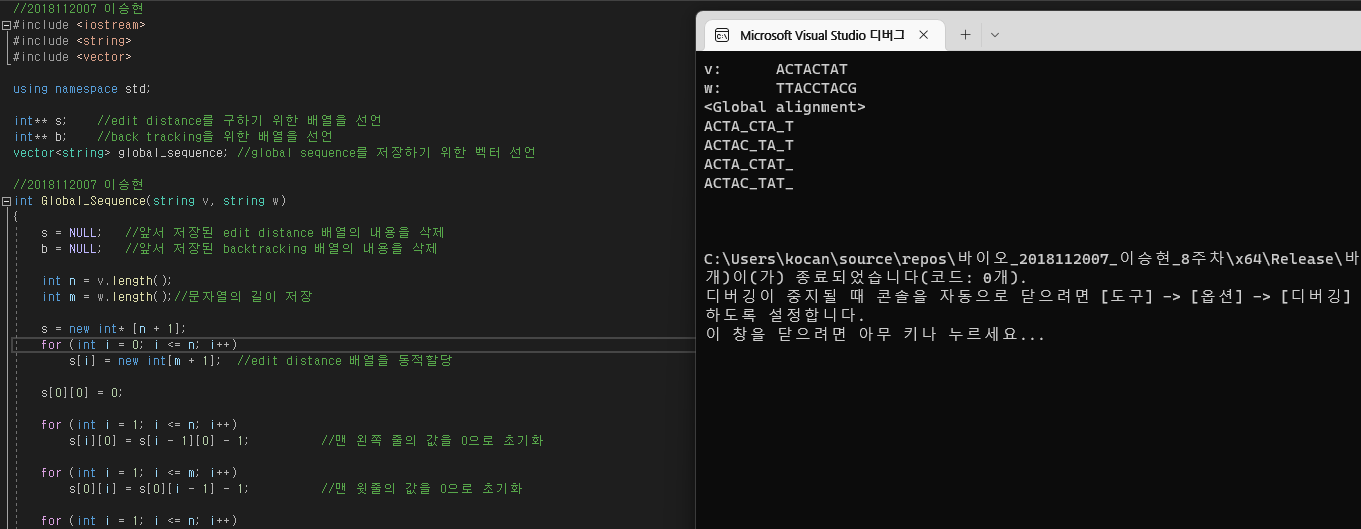 //2018112007 이승현
#include <iostream>
#include <string>
#include <vector>
using namespace std;
int** s;    //edit distance를 구하기 위한 배열을 선언
int** b;    //back tracking을 위한 배열을 선언
vector<string> global_sequence; //global sequence를 저장하기 위한 벡터 선언
//2018112007 이승현
int Global_Sequence(string v, string w)
{
    s = NULL;   //앞서 저장된 edit distance 배열의 내용을 삭제
    b = NULL;   //앞서 저장된 backtracking 배열의 내용을 삭제
    int n = v.length();
    int m = w.length();//문자열의 길이 저장
    s = new int* [n + 1];
    for (int i = 0; i <= n; i++)
        s[i] = new int[m + 1];  //edit distance 배열을 동적할당
    s[0][0] = 0;
    for (int i = 1; i <= n; i++)
        s[i][0] = s[i - 1][0] - 1;          //맨 왼쪽 줄의 값을 0으로 초기화
    for (int i = 1; i <= m; i++)
        s[0][i] = s[0][i - 1] - 1;          //맨 윗줄의 값을 0으로 초기화
    for (int i = 1; i <= n; i++)
Microsoft Visual Studio 디버그
v:      ACTACTAT
w:      TTACCTACG
<Global alignment>
ACTA_CTA_T
ACTAC_TA_T
ACTA_CTAT_
ACTAC_TAT_
C:\Users\kocan\source\repos\바이오_2018112007_이승현_8주차\x64\Release\바
개)이(가) 종료되었습니다(코드: 0개).
디버깅이 중지될 때 콘솔을 자동으로 닫으려면 [도구] -> [옵션] -> [디버깅]
하도록 설정합니다.
이 창을 닫으려면 아무 키나 누르세요...